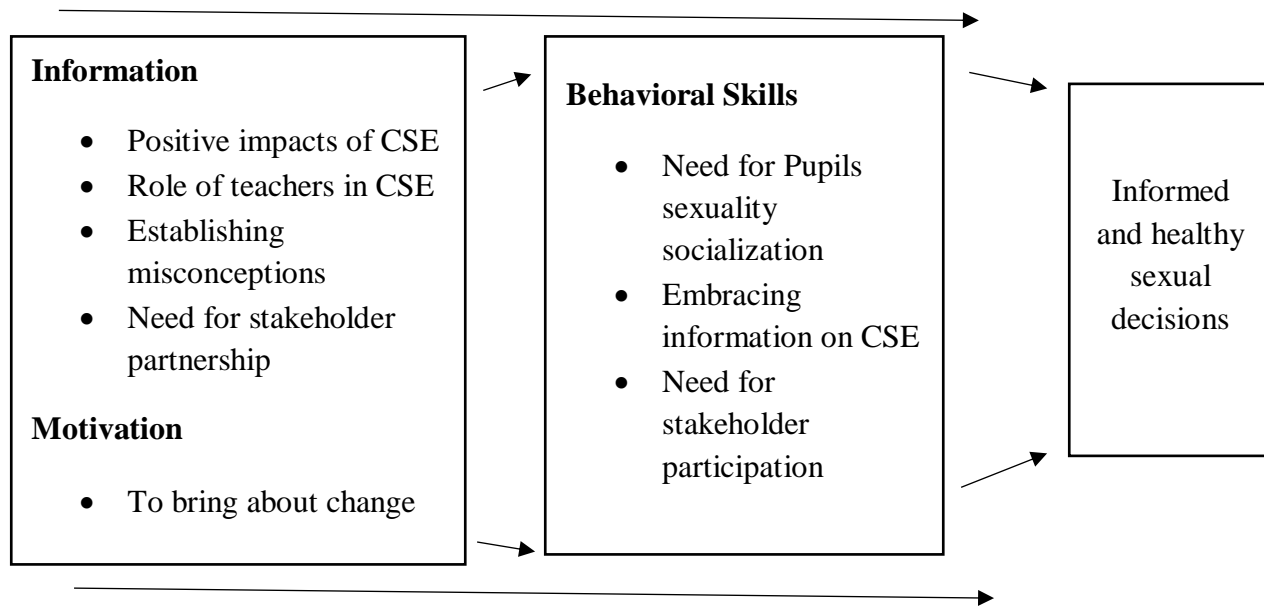 Information
• Positive impacts of CSE
• Role of teachers in CSE
• Establishing
misconceptions
• Need for stakeholder
partnership
Motivation
• To bring about change
Behavioral Skills
• Need for Pupils
sexuality
socialization
• Embracing
information on CSE
• Need for
stakeholder
participation
Informed
and healthy
sexual
decisions